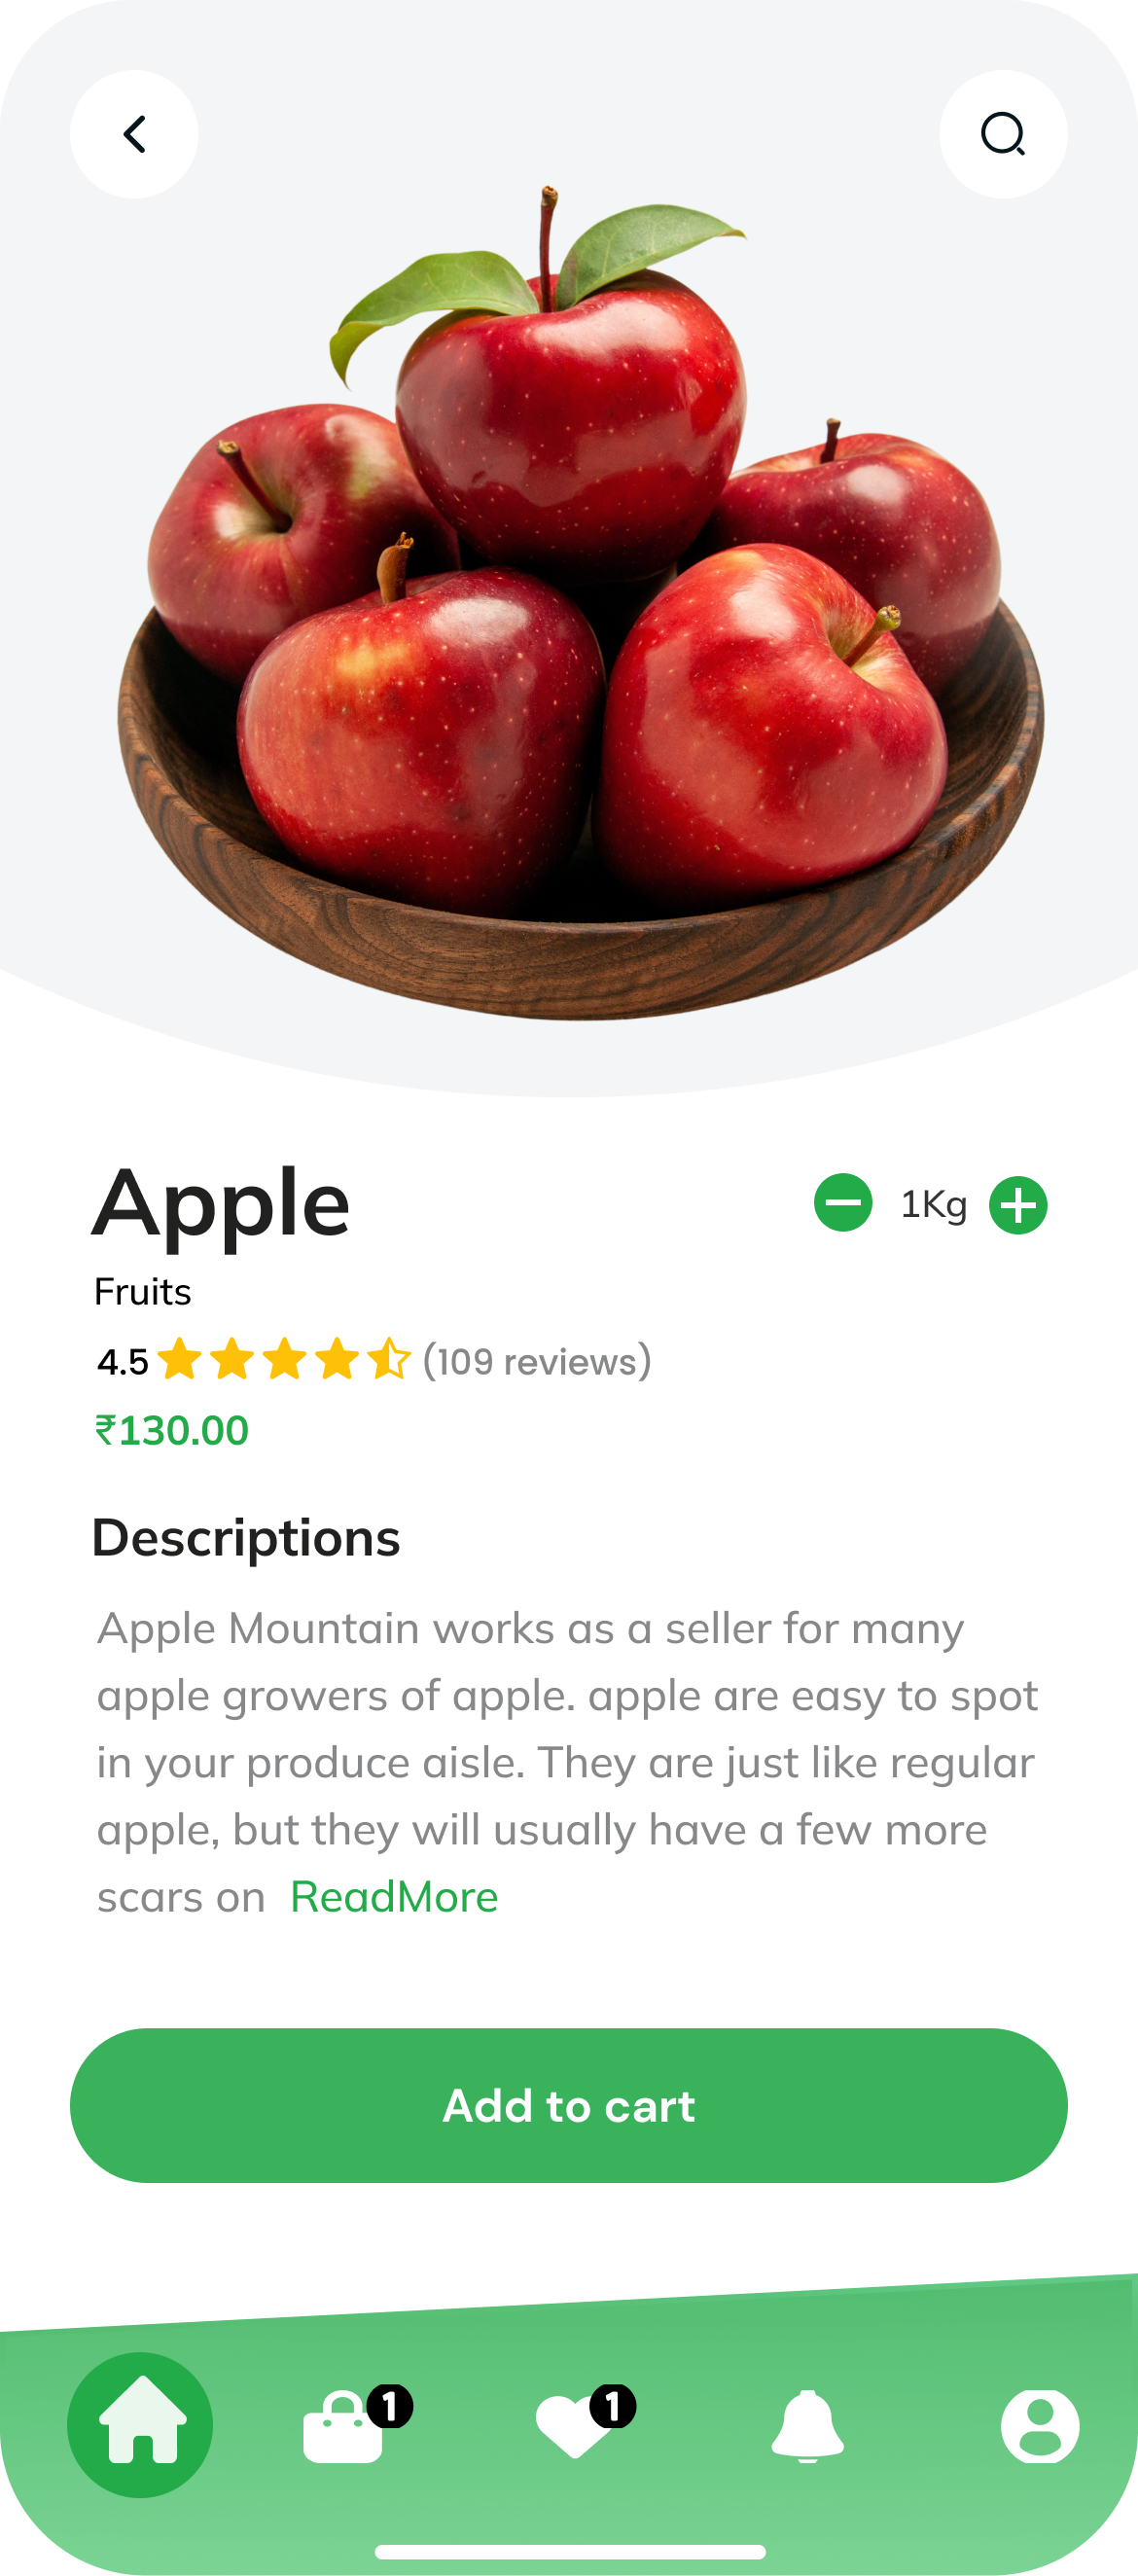 Apple
1Kg
Fruits
4.5 (109 reviews)
₹130.00
Descriptions
Apple Mountain works as a seller for many
apple growers of apple. apple are easy to spot
in your produce aisle. They are just like regular
apple, but they will usually have a few more
scars on ReadMore
Add to cart
1
1